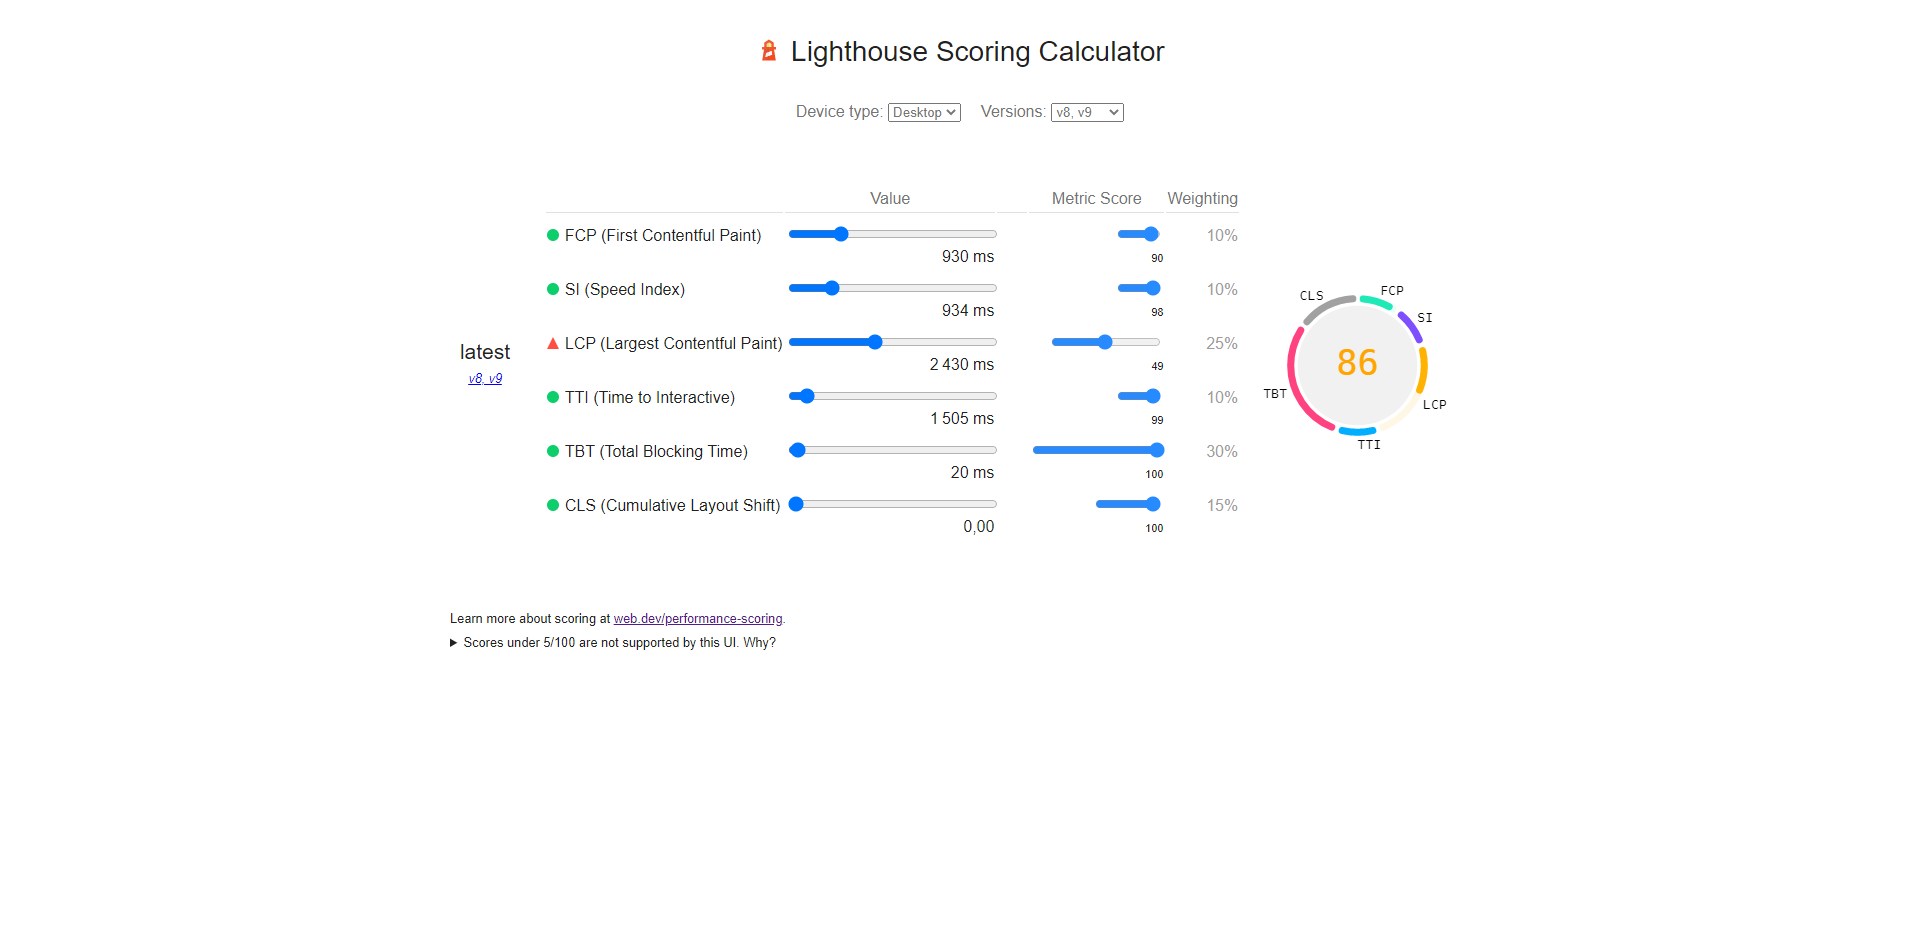 Lighthouse Scoring Calculator
Device type: Desktop Versions: v8, v9
Value Metric Score Weighting
FCP (First Contentful Paint) 10%
930 ms 90
SI (Speed Index) 10%
934 ms 98
LCP (Largest Contentful Paint) 25%
2 430 ms 49
TTI (Time to Interactive) 10%
1 505 ms 99
TBT (Total Blocking Time) 30%
20 ms 100
CLS (Cumulative Layout Shift) 15%
0,00 100
latest
v8, v9
CLS
FCP
SI
86
TBT
LCP
TTI
Learn more about scoring at web.dev/performance-scoring.
Scores under 5/100 are not supported by this UI. Why?